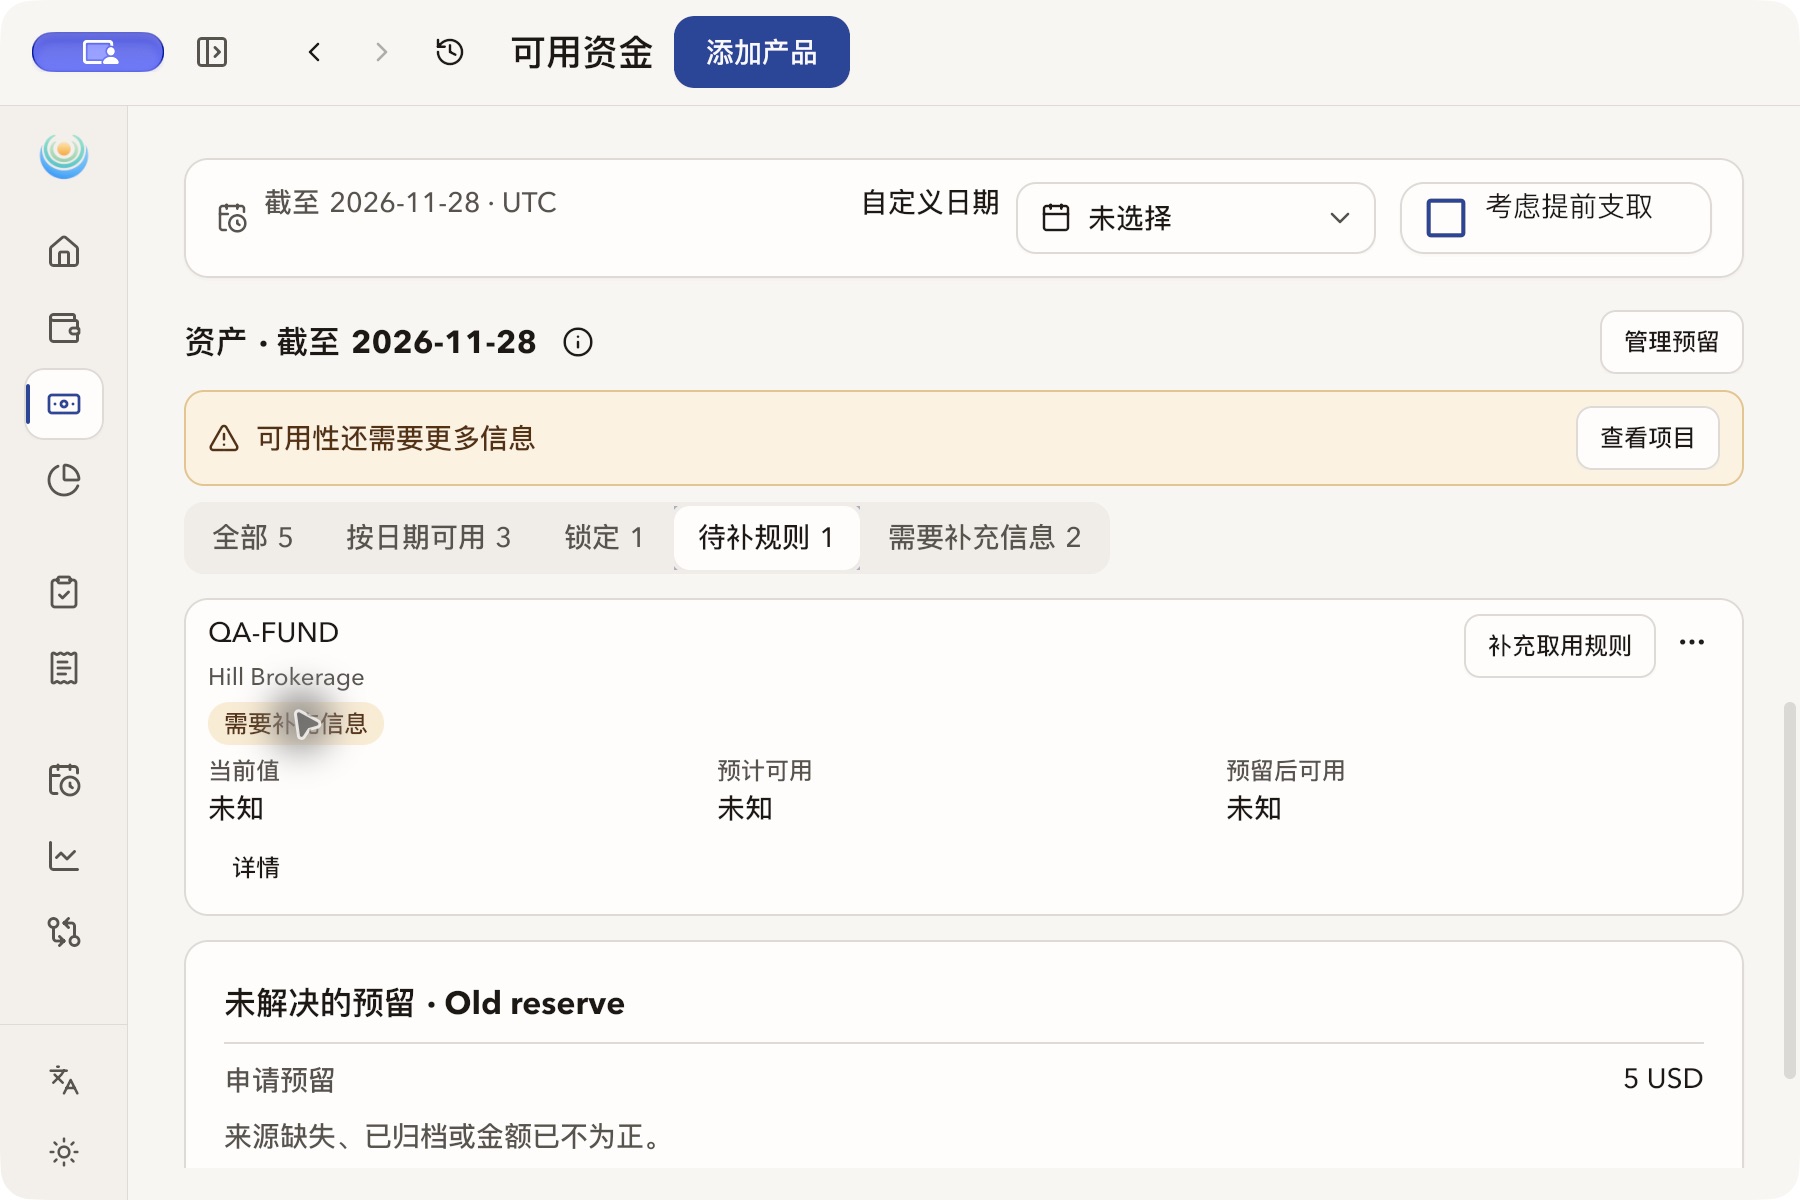 可用资金
添加产品
截至 2026-11-28 · UTC
自定义日期
未选择
考虑提前支取
资产 · 截至 2026-11-28
管理预留
可用性还需要更多信息
查看项目
全部 5
按日期可用 3
锁定 1
待补规则 1
需要补充信息 2
QA-FUND
补充取用规则
Hill Brokerage
需要补充信息
当前值
预计可用
预留后可用
未知
未知
未知
详情
未解决的预留 · Old reserve
申请预留
5 USD
来源缺失、已归档或金额已不为正。